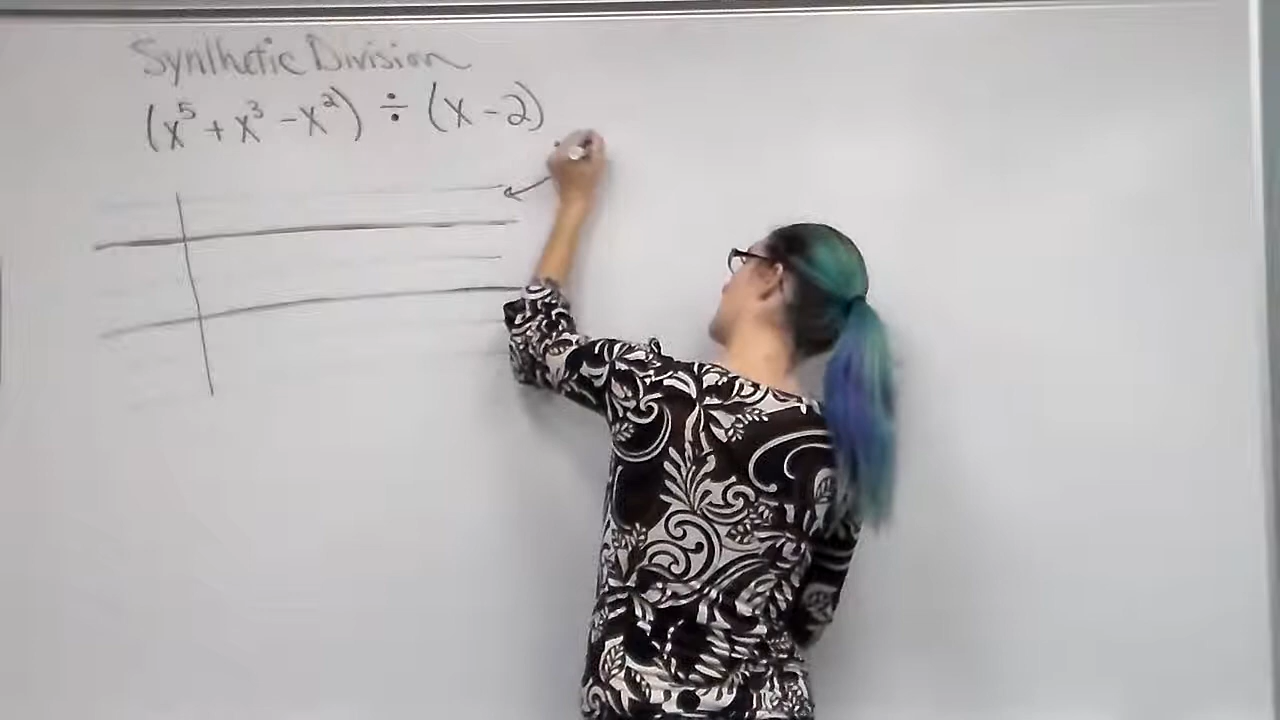 Synthetic Division
(x⁵ + x³ - x²) ÷ (x - 2)